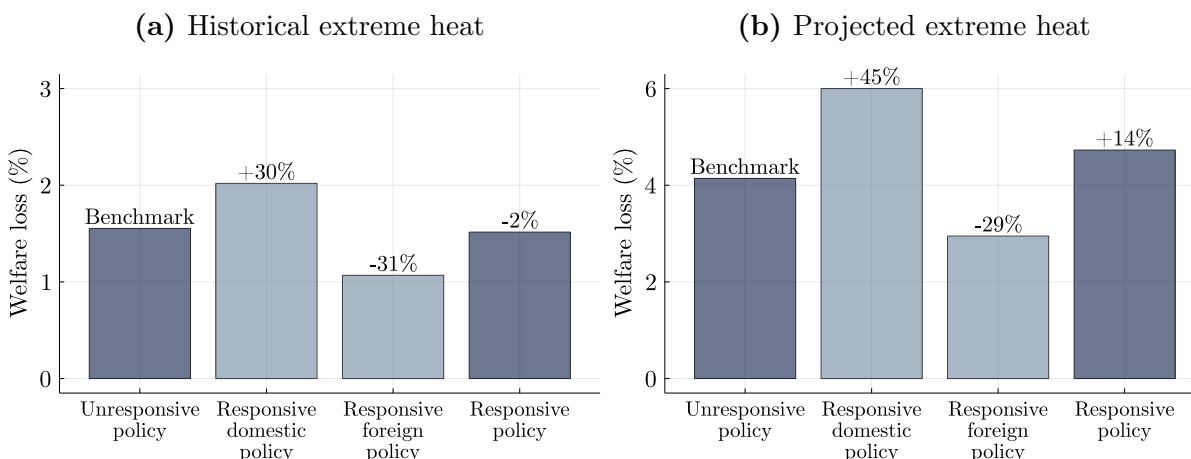 (a) Historical extreme heat
Welfare loss (%)
3
2
1
0
Benchmark
+30%
-31%
-2%
Unresponsive policy
Responsive domestic policy
Responsive foreign policy
Responsive policy
(b) Projected extreme heat
Welfare loss (%)
6
4
2
0
Benchmark
+45%
-29%
+14%
Unresponsive policy
Responsive domestic policy
Responsive foreign policy
Responsive policy